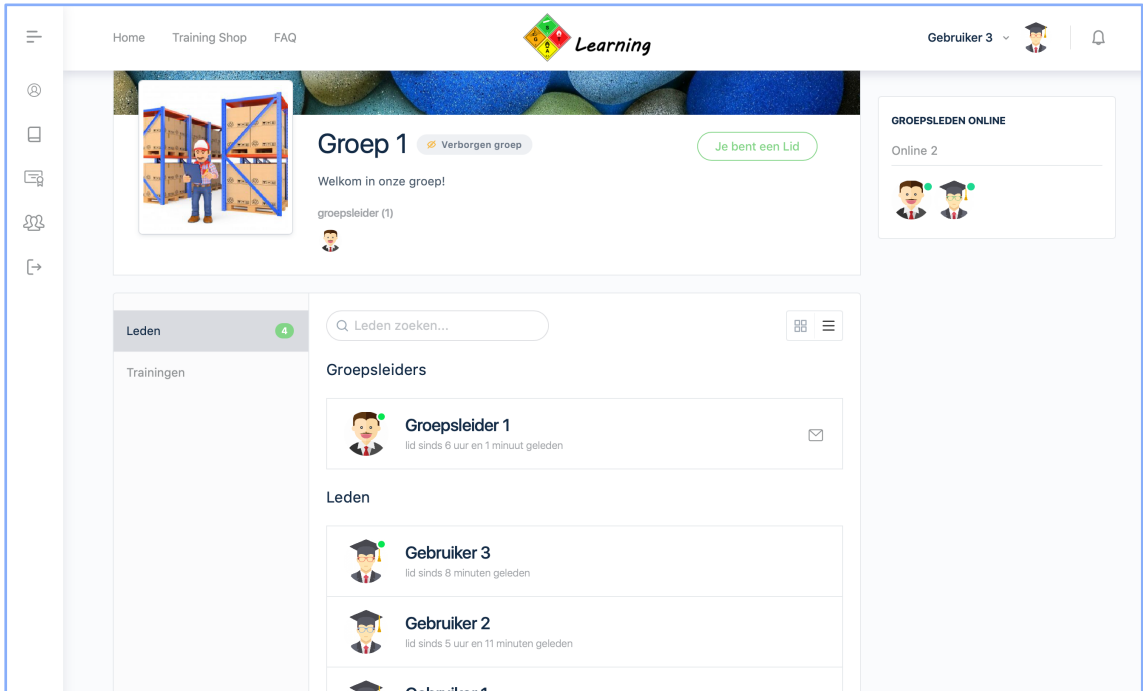 Home Training Shop FAQ
Learning
Gebruiker 3
Groep 1 Verborgen groep
Je bent een Lid
Welkom in onze groep!
groepsleider (1)
GROEPSLEDEN ONLINE
Online 2
Leden 4
Trainingen
Leden zoeken...
Groepsleiders
Groepsleider 1
lid sinds 6 uur en 1 minuut geleden
Leden
Gebruiker 3
lid sinds 8 minuten geleden
Gebruiker 2
lid sinds 5 uur en 11 minuten geleden
Gebruiker 1